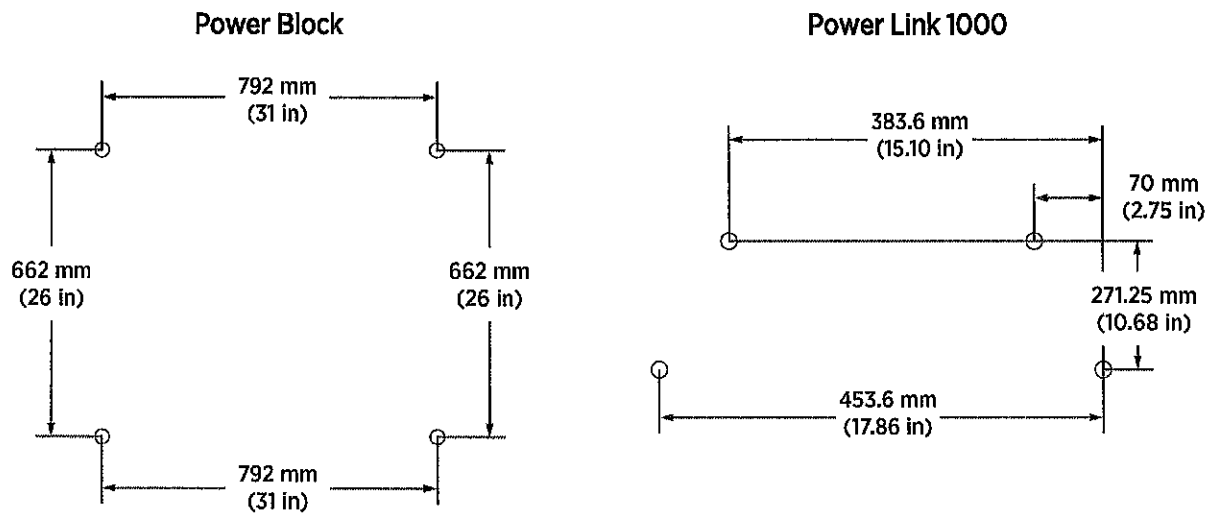 Power Block
792 mm
(31 in)
662 mm
(26 in)
662 mm
(26 in)
792 mm
(31 in)
Power Link 1000
383.6 mm
(15.10 in)
70 mm
(2.75 in)
271.25 mm
(10.68 in)
453.6 mm
(17.86 in)